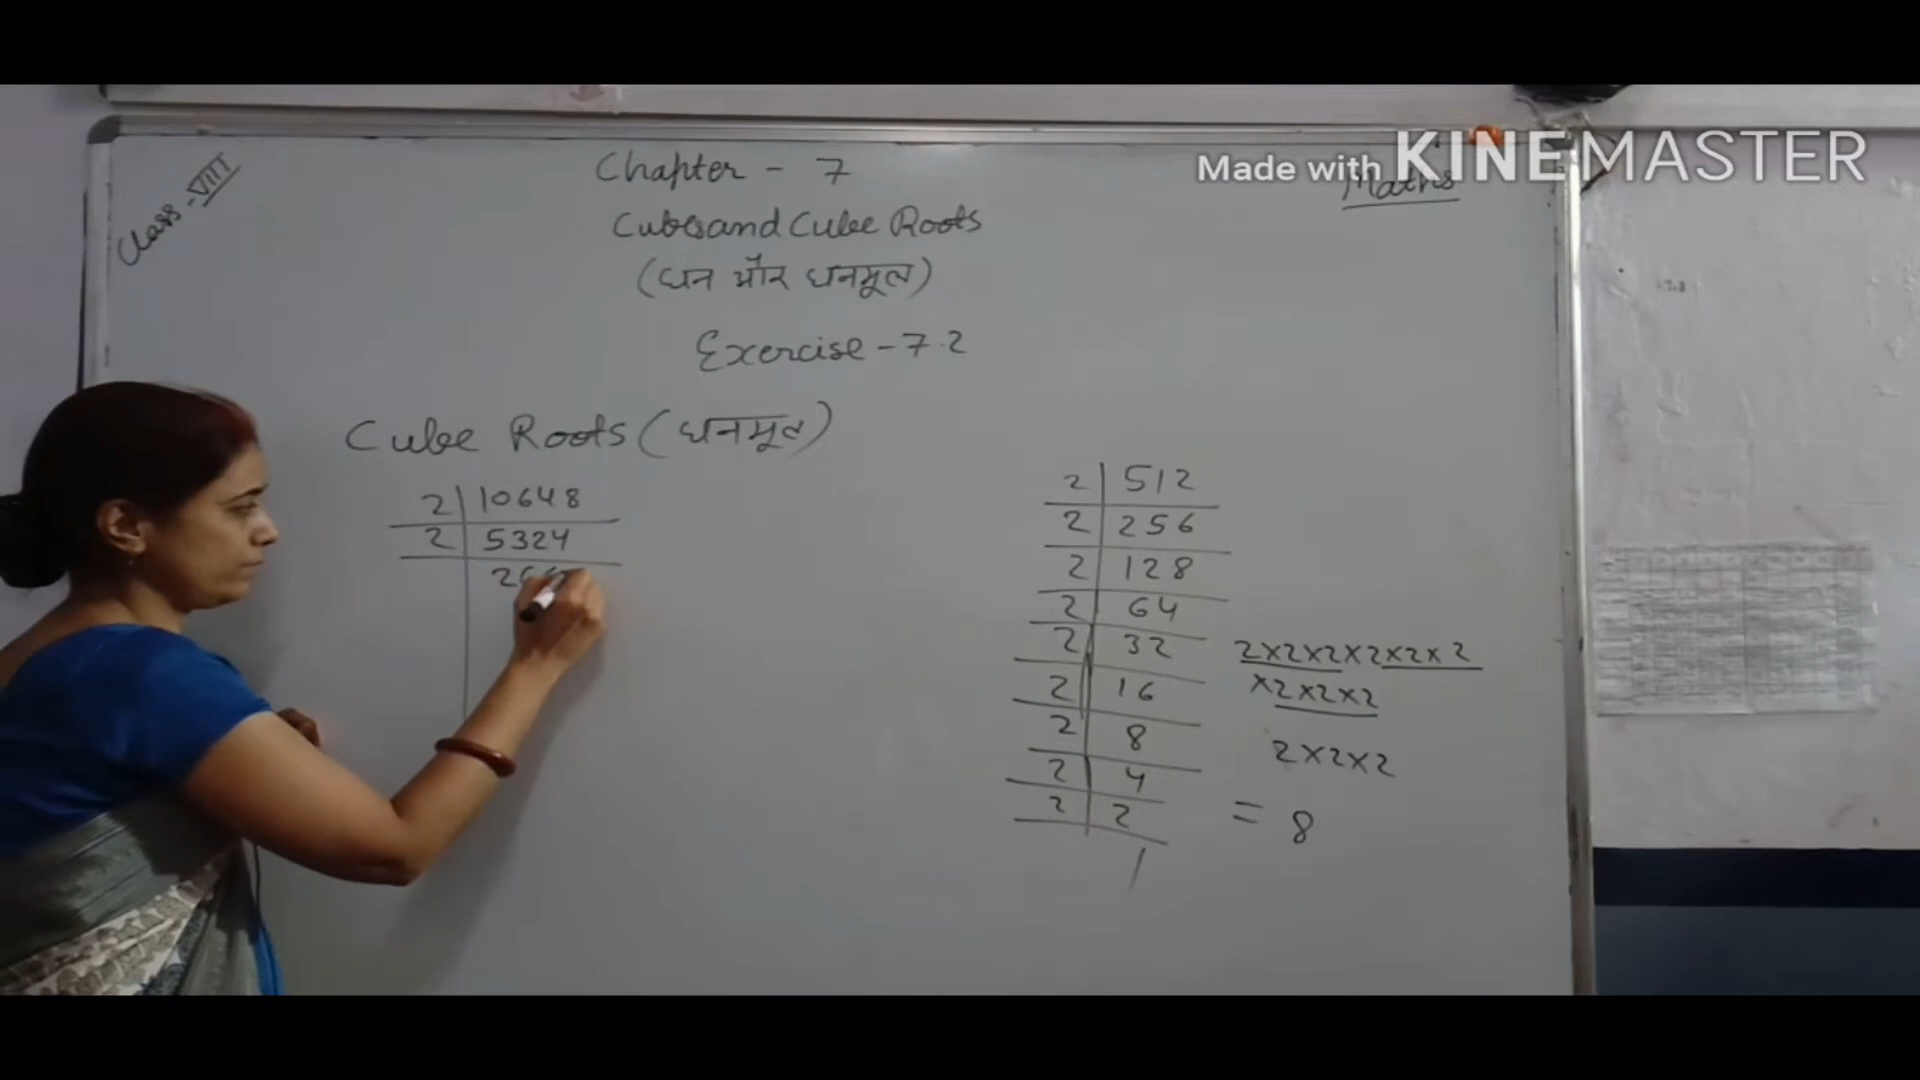 Made with KINEMASTER
Class-VIII
Chapter - 7
Maths
Cubes and Cube Roots
(घन और घनमूल)
Exercise - 7.2
Cube Roots (घनमूल)
2 | 10648
2 | 5324
2 | 512
2 | 256
2 | 128
2 | 64
2 | 32
2 | 16
2 | 8
2 | 4
2 | 2
1
2×2×2×2×2×2
×2×2×2
2×2×2
= 8